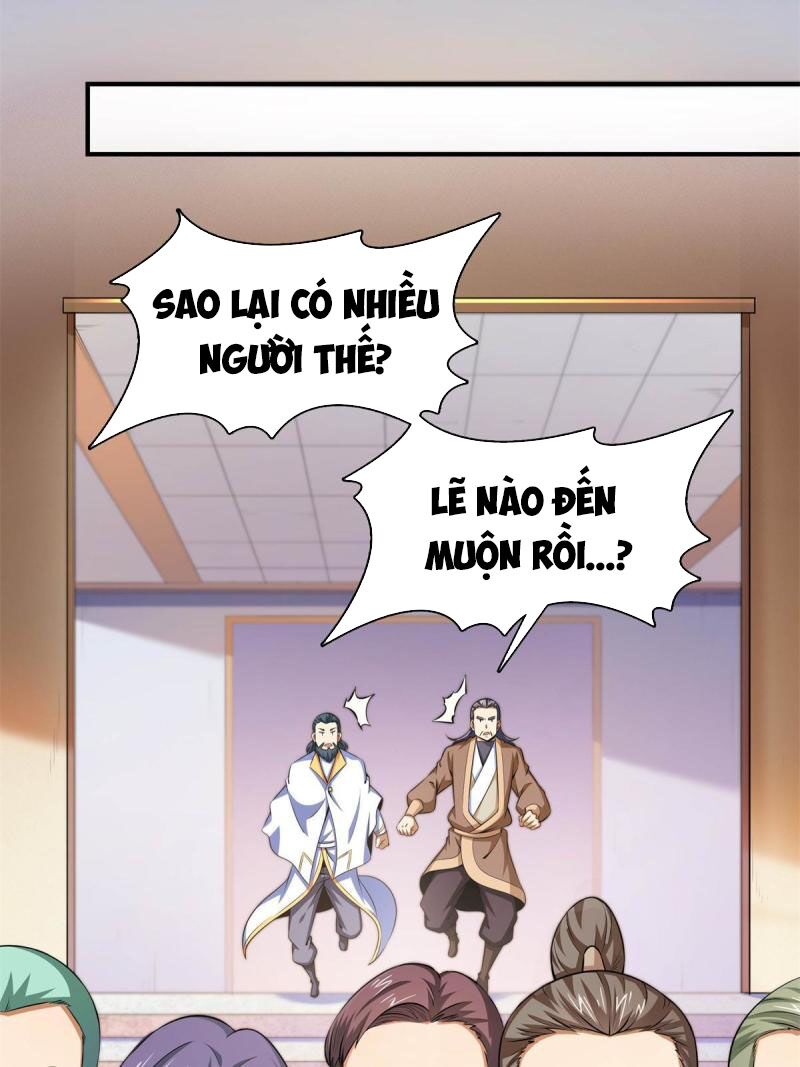 SAO LẠI CÓ NHIỀU
NGƯỜI THẾ?
LẼ NÀO ĐẾN
MUỘN RỒI...?